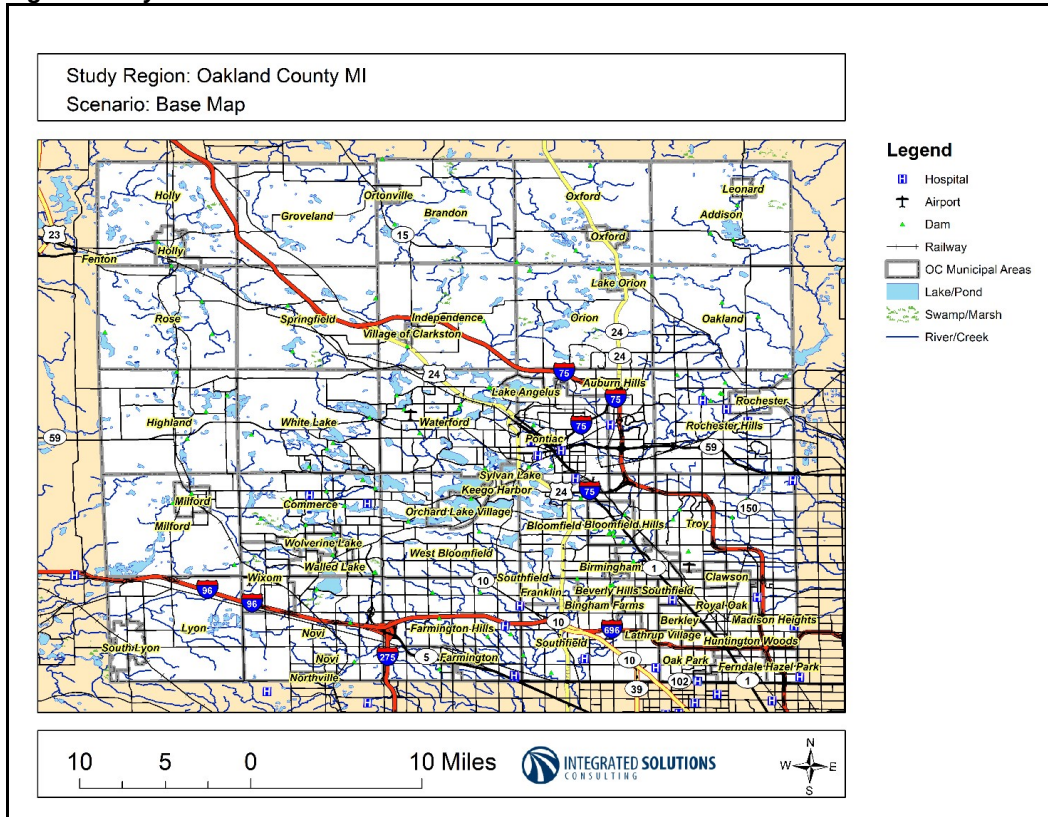 Study Region: Oakland County MI
Scenario: Base Map
Legend
Hospital
Airport
Dam
Railway
OC Municipal Areas
Lake/Pond
Swamp/Marsh
River/Creek
Holly
Groveland
Ortonville
Brandon
Oxford
Leonard
Addison
23
15
Fenton
Holly
Oxford
Lake Orion
Rose
Springfield
Independence
Village of Clarkston
Orion
Oakland
24
24
24
75
Lake Angelus
Auburn Hills
75
Rochester
59
Highland
White Lake
Waterford
75
Rochester Hills
Pontiac
59
Sylvan Lake
Keego Harbor
24
75
Milford
Commerce
Orchard Lake Village
150
Milford
Bloomfield
Bloomfield Hills
Troy
Wolverine Lake
Walled Lake
West Bloomfield
Birmingham
1
Wixom
10
Southfield
Clawson
96
96
Franklin
Beverly Hills
Southfield
Bingham Farms
Royal Oak
Lyon
Novi
Farmington Hills
10
696
Berkley
Madison Heights
Lathrup Village
Huntington Woods
South Lyon
Novi
275
5
Farmington
Southfield
10
Oak Park
Ferndale
Hazel Park
Northville
39
102
1
10 5 0 10 Miles
INTEGRATED SOLUTIONS
CONSULTING
N
W E
S